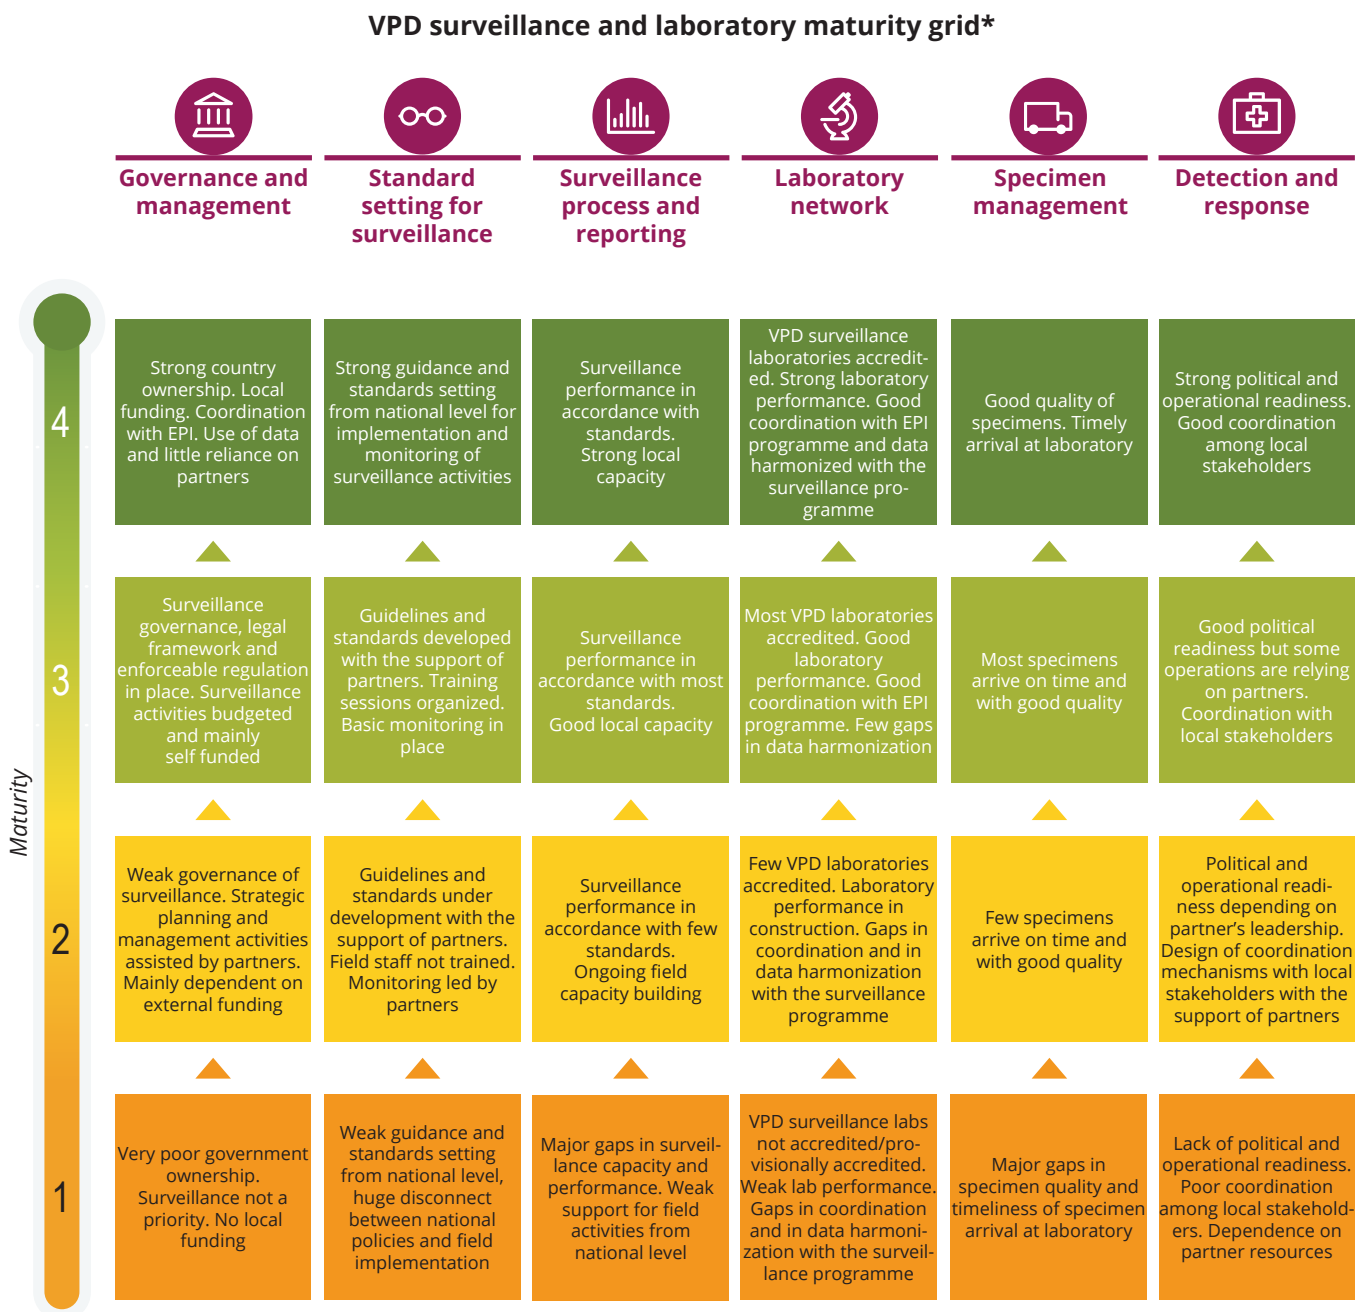 VPD surveillance and laboratory maturity grid*
Governance and
management
Standard
setting for
surveillance
Surveillance
process and
reporting
Laboratory
network
Specimen
management
Detection and
response
Maturity
4
Strong country
ownership. Local
funding. Coordination
with EPI. Use of data
and little reliance on
partners
Strong guidance and
standards setting
from national level for
implementation and
monitoring of
surveillance activities
Surveillance
performance in
accordance with
standards.
Strong local
capacity
VPD surveillance
laboratories accredit-
ed. Strong laboratory
performance. Good
coordination with EPI
programme and data
harmonized with the
surveillance pro-
gramme
Good quality of
specimens. Timely
arrival at laboratory
Strong political and
operational readiness.
Good coordination
among local
stakeholders
3
Surveillance
governance, legal
framework and
enforceable regulation
in place. Surveillance
activities budgeted
and mainly
self funded
Guidelines and
standards developed
with the support of
partners. Training
sessions organized.
Basic monitoring in
place
Surveillance
performance in
accordance with most
standards.
Good local capacity
Most VPD laboratories
accredited. Good
laboratory
performance. Good
coordination with EPI
programme. Few gaps
in data harmonization
Most specimens
arrive on time and
with good quality
Good political
readiness but some
operations are relying
on partners.
Coordination with
local stakeholders
2
Weak governance of
surveillance. Strategic
planning and
management activities
assisted by partners.
Mainly dependent on
external funding
Guidelines and
standards under
development with the
support of partners.
Field staff not trained.
Monitoring led by
partners
Surveillance
performance in
accordance with few
standards.
Ongoing field
capacity building
Few VPD laboratories
accredited. Laboratory
performance in
construction. Gaps in
coordination and in
data harmonization
with the surveillance
programme
Few specimens
arrive on time and
with good quality
Political and
operational readi-
ness depending on
partner’s leadership.
Design of coordination
mechanisms with local
stakeholders with the
support of partners
1
Very poor government
ownership.
Surveillance not a
priority. No local
funding
Weak guidance and
standards setting
from national level,
huge disconnect
between national
policies and field
implementation
Major gaps in surveil-
lance capacity and
performance. Weak
support for field
activities from
national level
VPD surveillance labs
not accredited/pro-
visionally accredited.
Weak lab performance.
Gaps in coordination
and in data harmoni-
zation with the surveil-
lance programme
Major gaps in
specimen quality and
timeliness of specimen
arrival at laboratory
Lack of political and
operational readiness.
Poor coordination
among local stakehold-
ers. Dependence on
partner resources